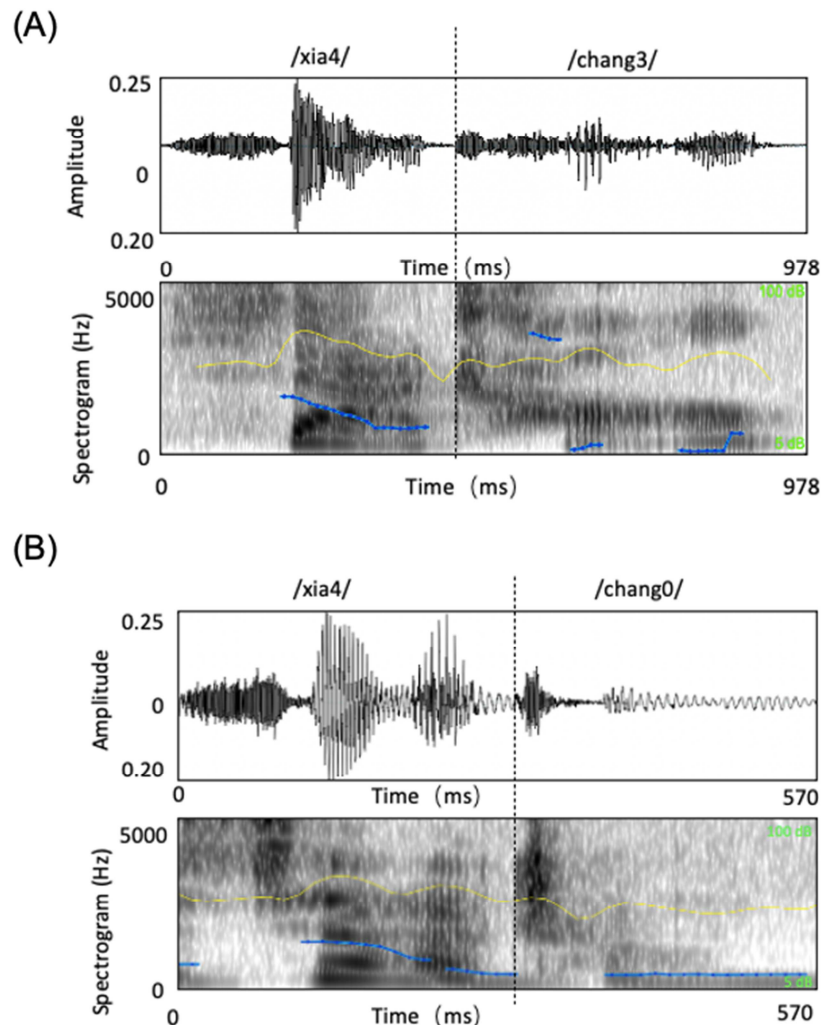 (A)
/xia4/ /chang3/
0.25
Amplitude
0
0.20
0 Time (ms) 978
5000
100 dB
Spectrogram (Hz)
5 dB
0
0 Time (ms) 978
(B)
/xia4/ /chang0/
0.25
Amplitude
0
0.20
0 Time (ms) 570
5000
100 dB
Spectrogram (Hz)
5 dB
0
0 Time (ms) 570